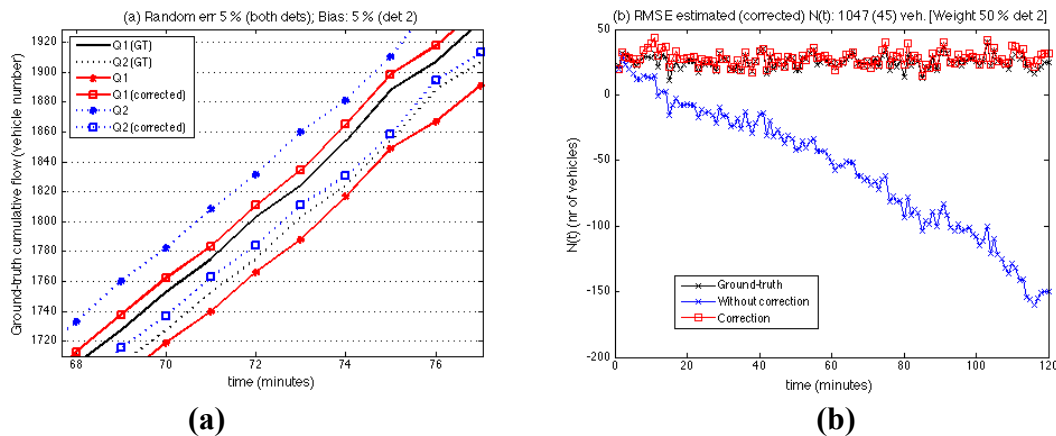 (a) Random err 5 % (both dets); Bias: 5 % (det 2)
Ground-truth cumulative flow (vehicle number)
1920
1900
1880
1860
1840
1820
1800
1780
1760
1740
1720
Q1 (GT)
Q2 (GT)
Q1
Q1 (corrected)
Q2
Q2 (corrected)
68
70
72
74
76
time (minutes)
(a)
(b) RMSE estimated (corrected) N(t): 1047 (45) veh. [Weight 50 % det 2]
N(t) (nr of vehicles)
50
0
-50
-100
-150
-200
Ground-truth
Without correction
Correction
0
20
40
60
80
100
120
time (minutes)
(b)